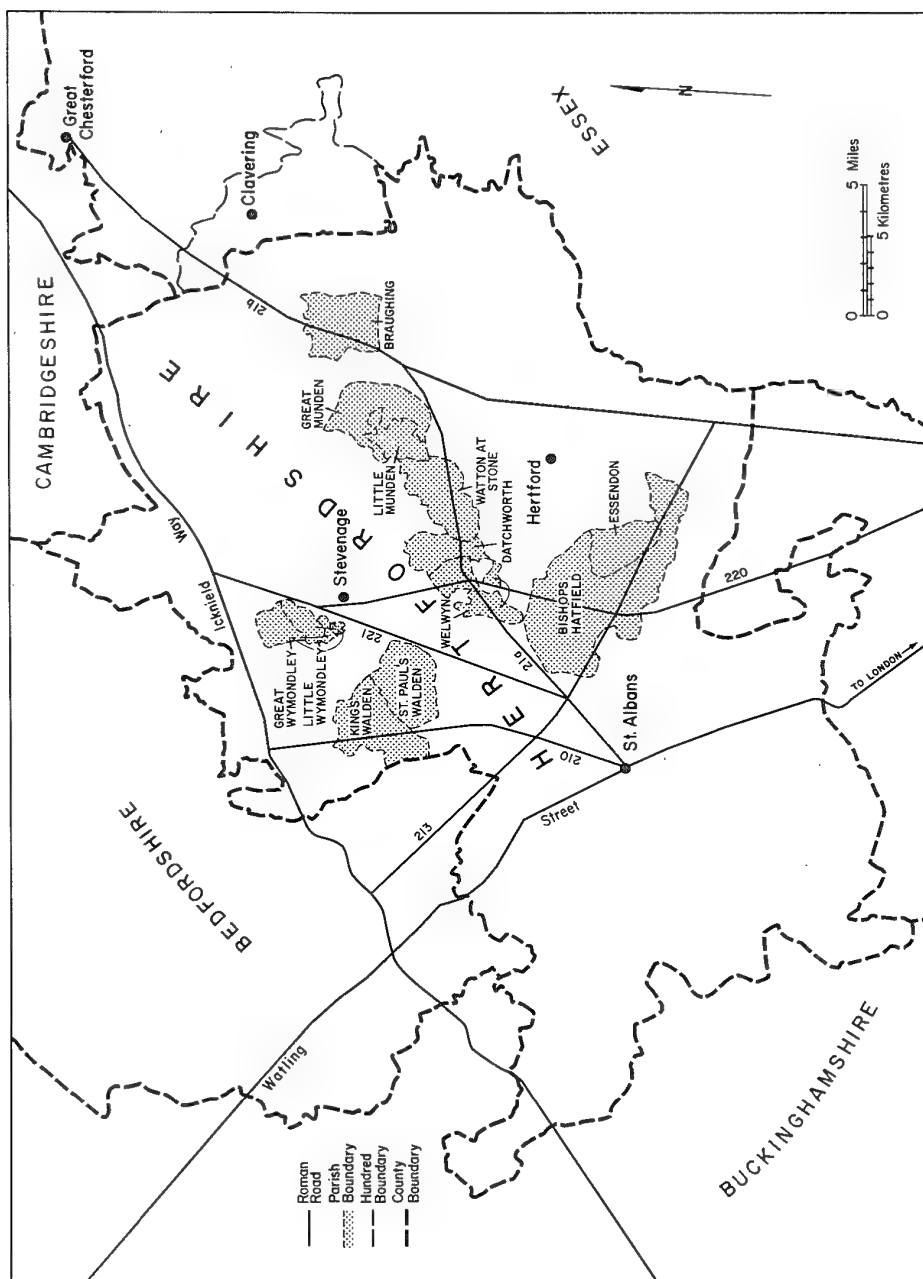 CAMBRIDGESHIRE
Great
Chesterford
Clavering
ESSEX
N
BEDFORDSHIRE
BUCKINGHAMSHIRE
HERTFORDSHIRE
Icknield
Way
21b
BRAUGHING
GREAT
MUNDEN
LITTLE
MUNDEN
WATTON AT
STONE
DATCHWORTH
Stevenage
Hertford
ESSENDON
BISHOPS
HATFIELD
WELWYN
GREAT
WYMONDLEY
LITTLE
WYMONDLEY
KINGS
WALDEN
ST. PAULS
WALDEN
221
21a
220
210
213
St. Albans
Watling
Street
TO LONDON
0 5 Miles
0 5 Kilometres
Roman
Road
Parish
Boundary
Hundred
Boundary
County
Boundary